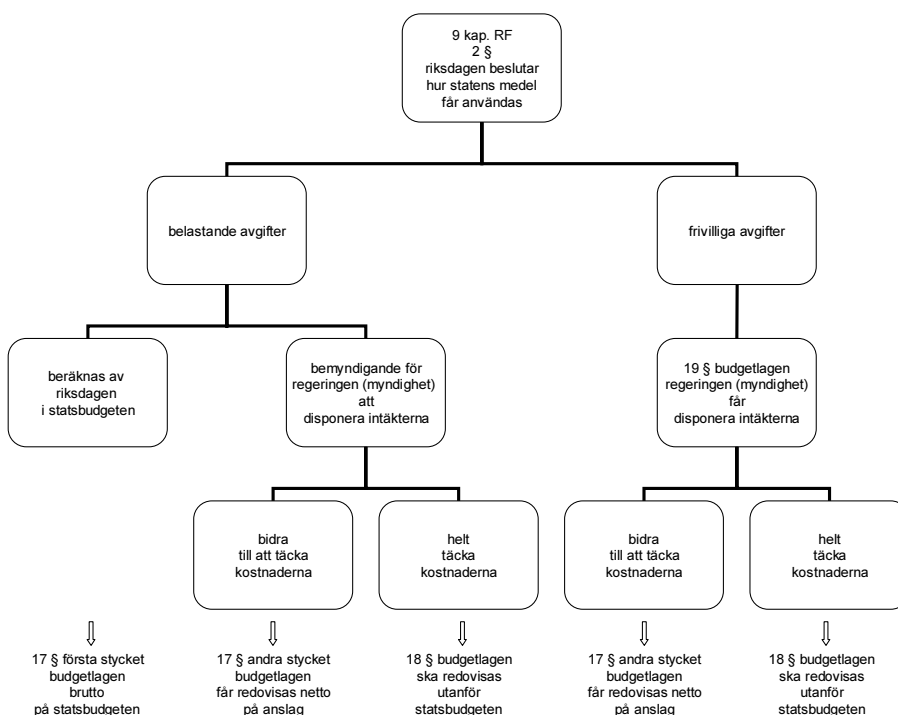 9 kap. RF
2 §
riksdagen beslutar
hur statens medel
får användas
belastande avgifter
frivilliga avgifter
beräknas av
riksdagen
i statsbudgeten
bemyndigande för
regeringen (myndighet)
att
disponera intäkterna
19 § budgetlagen
regeringen (myndighet)
får
disponera intäkterna
bidra
till att täcka
kostnaderna
helt
täcka
kostnaderna
bidra
till att täcka
kostnaderna
helt
täcka
kostnaderna
17 § första stycket
budgetlagen
brutto
på statsbudgeten
17 § andra stycket
budgetlagen
får redovisas netto
på anslag
18 § budgetlagen
ska redovisas
utanför
statsbudgeten
17 § andra stycket
budgetlagen
får redovisas netto
på anslag
18 § budgetlagen
ska redovisas
utanför
statsbudgeten